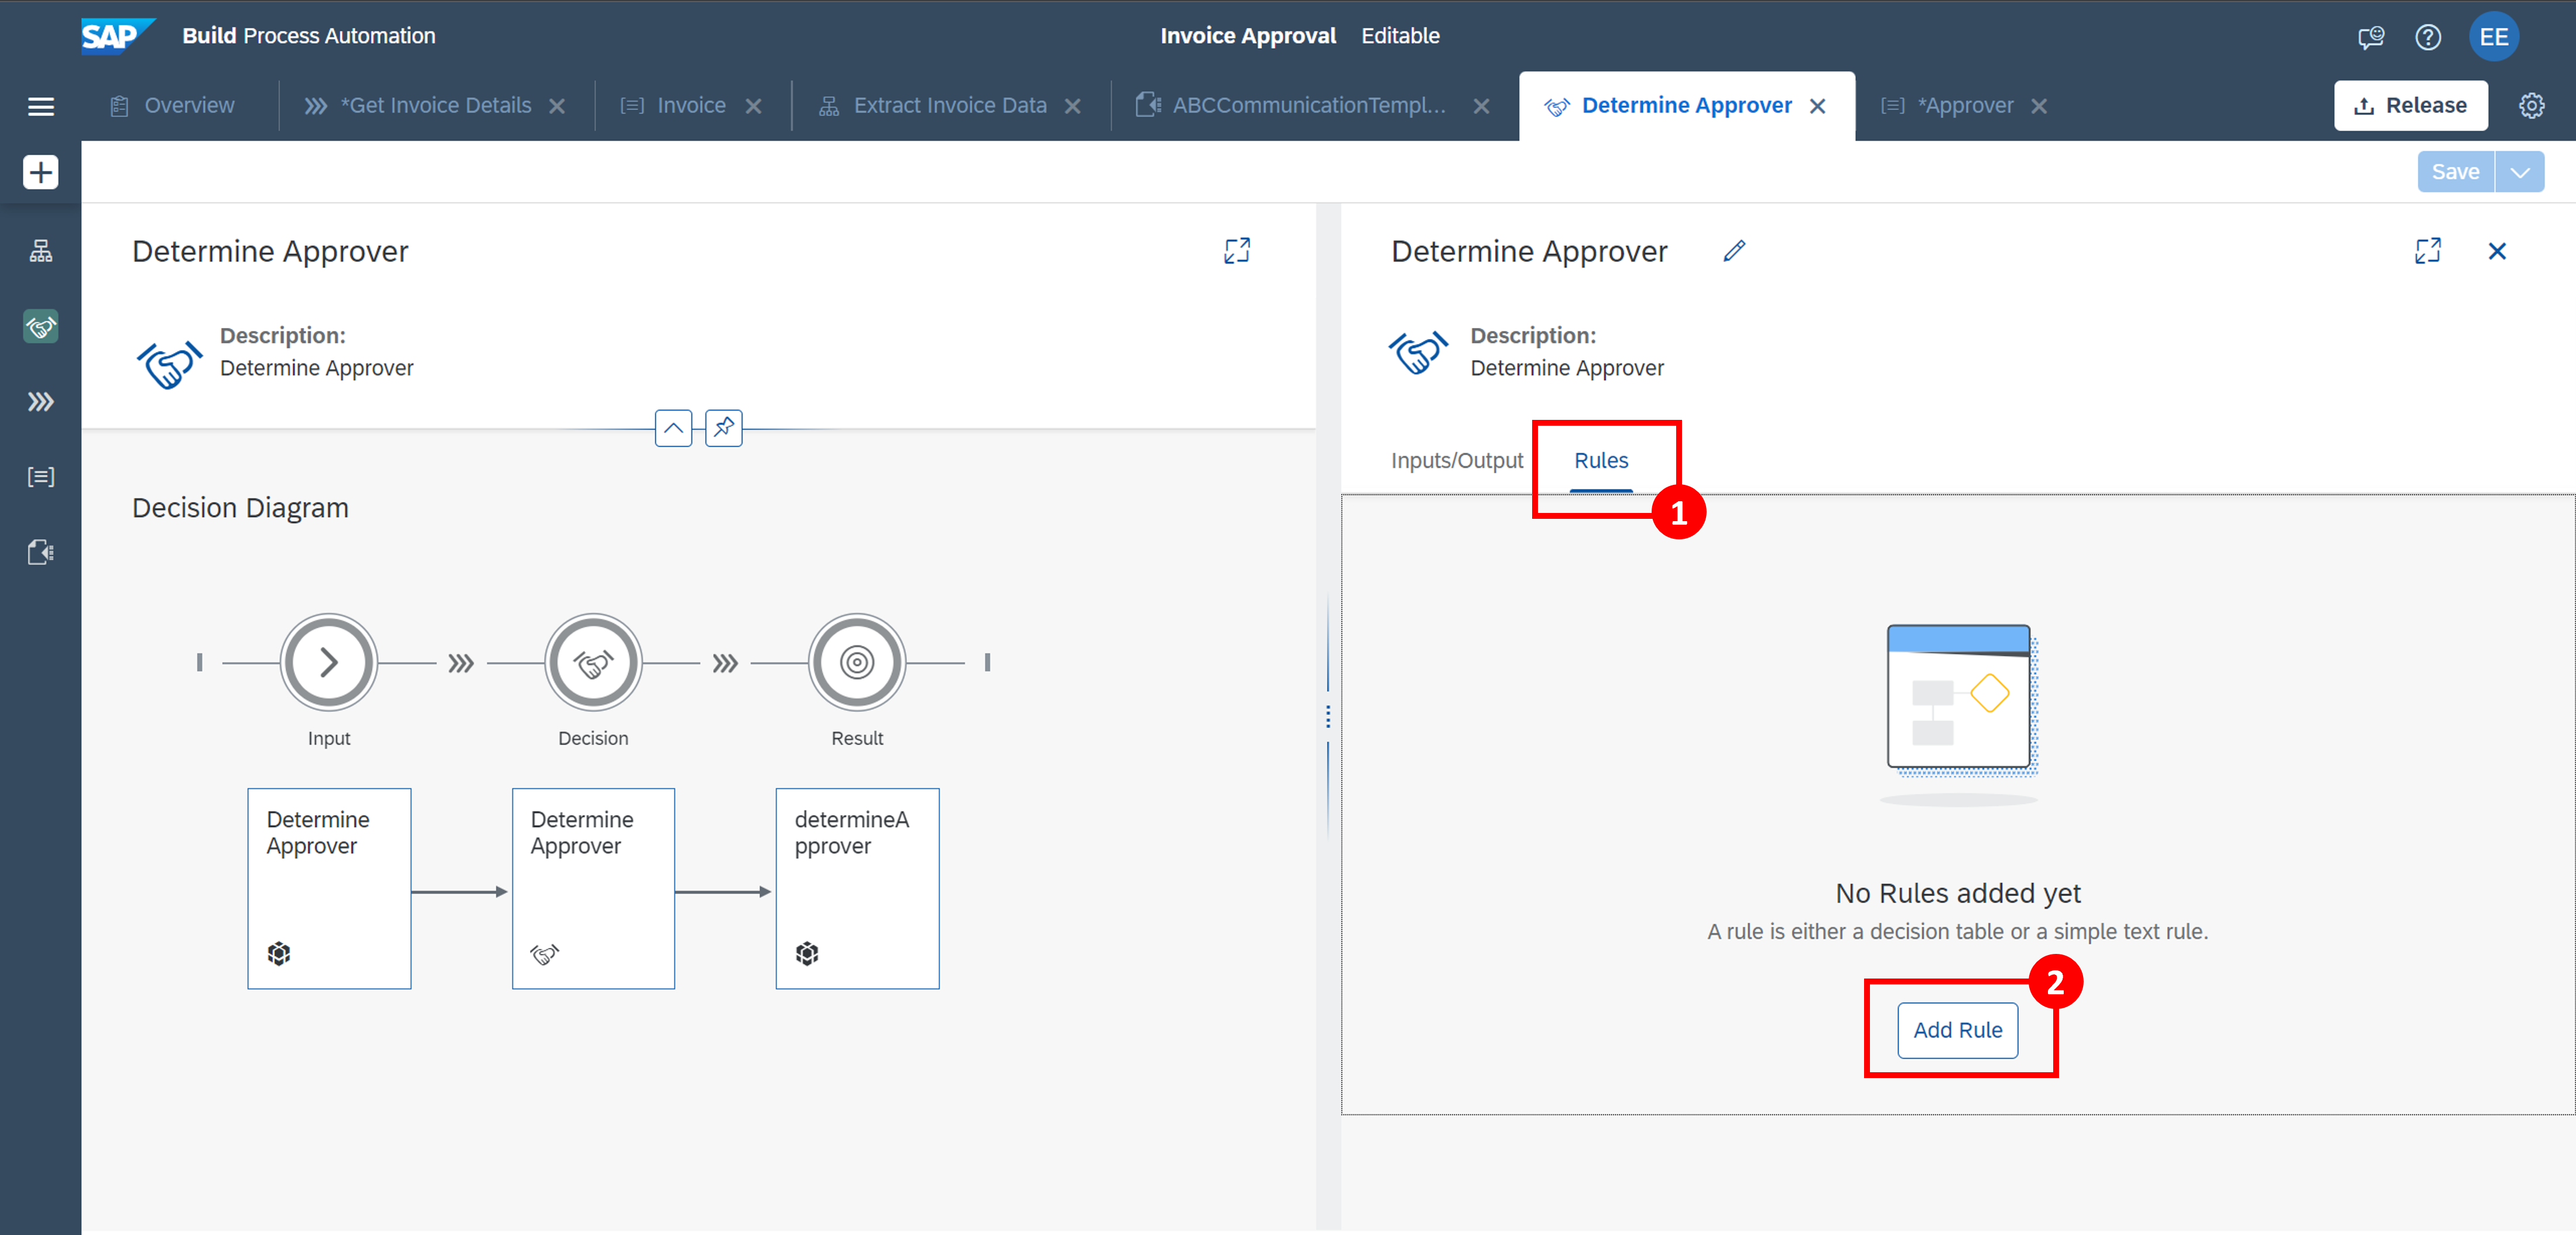 SAP Build Process Automation
Invoice Approval Editable
EE
Overview
*Get Invoice Details
Invoice
Extract Invoice Data
ABCCommunicationTempl...
Determine Approver
*Approver
Release
Save
Determine Approver
Description:
Determine Approver
Decision Diagram
Input
Decision
Result
Determine
Approver
Determine
Approver
determineA
pprover
Determine Approver
Description:
Determine Approver
Inputs/Output
Rules
1
No Rules added yet
A rule is either a decision table or a simple text rule.
2
Add Rule